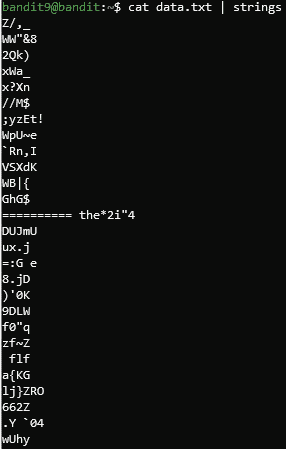 bandit9@bandit:~$ cat data.txt | strings
Z/,_
WW"&8
2Qk)
xWa_
x?Xn
//M$
;yzEt!
WpU~e
`Rn,I
VSXdK
WB|{
GhG$
========== the*2i"4
DUJmU
ux.j
=:G e
8.jD
)'0K
9DLW
f0"q
zf~Z
 flf
a{KG
lj}ZRO
662Z
.Y `04
wUhy